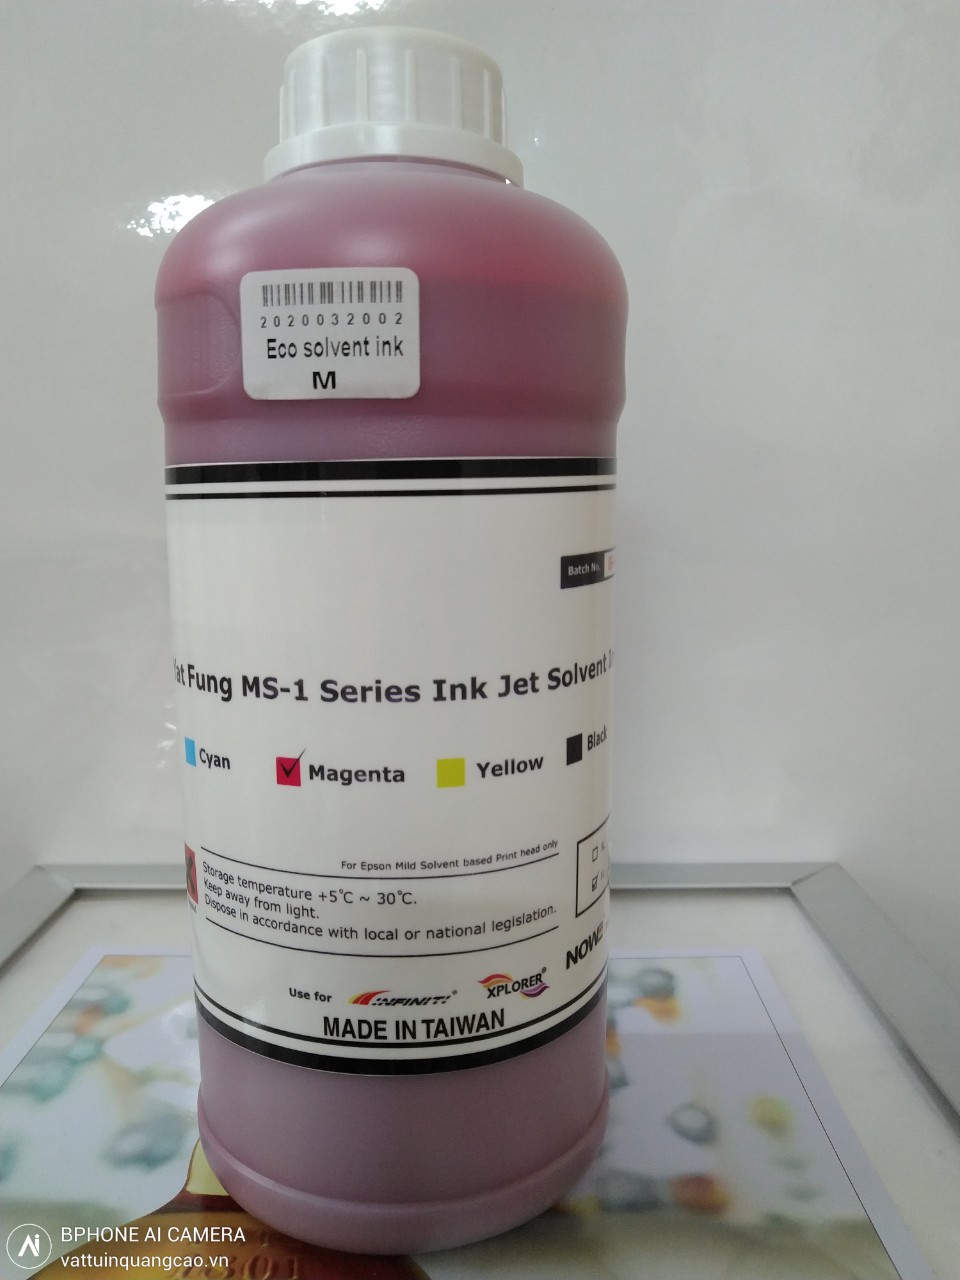 2020032002
Eco solvent ink
M
Batch No.
Fung MS-1 Series Ink Jet Solvent
Cyan
Magenta
Yellow
Black
For Epson Mild Solvent based Print head only
Storage temperature +5°C ~ 30°C.
Keep away from light.
Dispose in accordance with local or national legislation.
Use for
INFINITI®
XPLORER®
MADE IN TAIWAN
Ai
BPHONE AI CAMERA
vattuinquangcao.vn